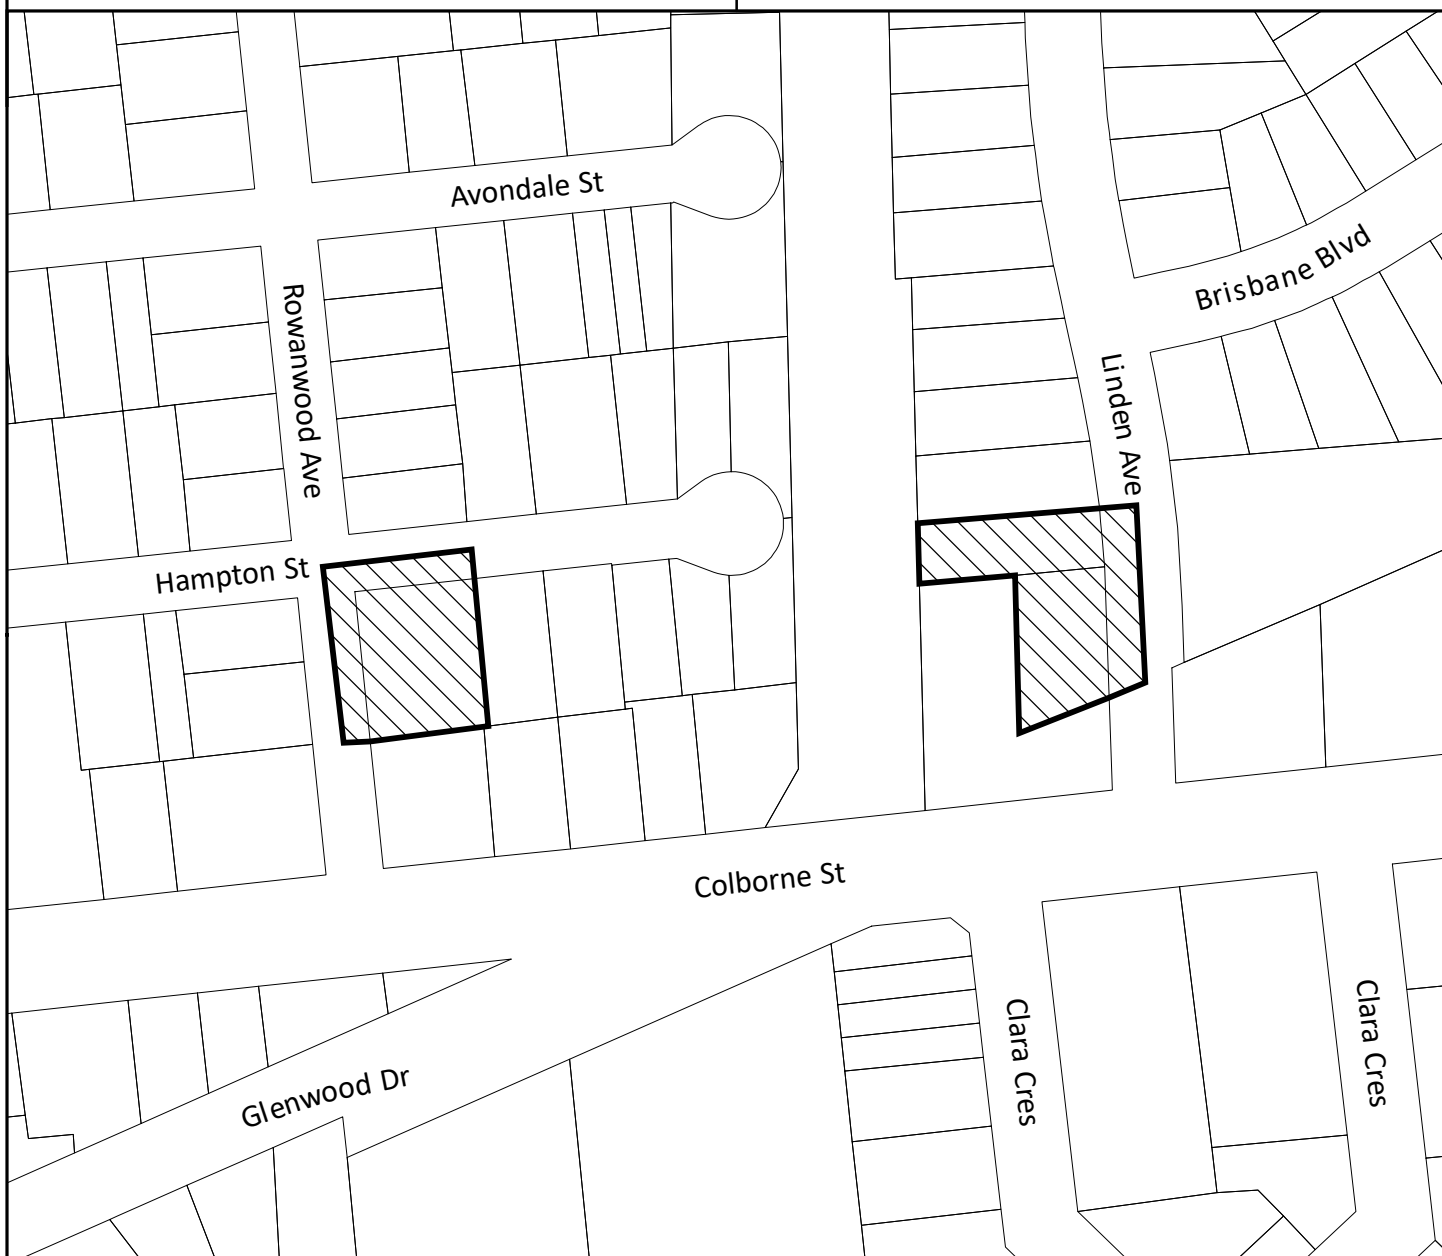 Avondale St
Brisbane Blvd
Rowanwood Ave
Linden Ave
Hampton St
Colborne St
Clara Cres
Clara Cres
Glenwood Dr